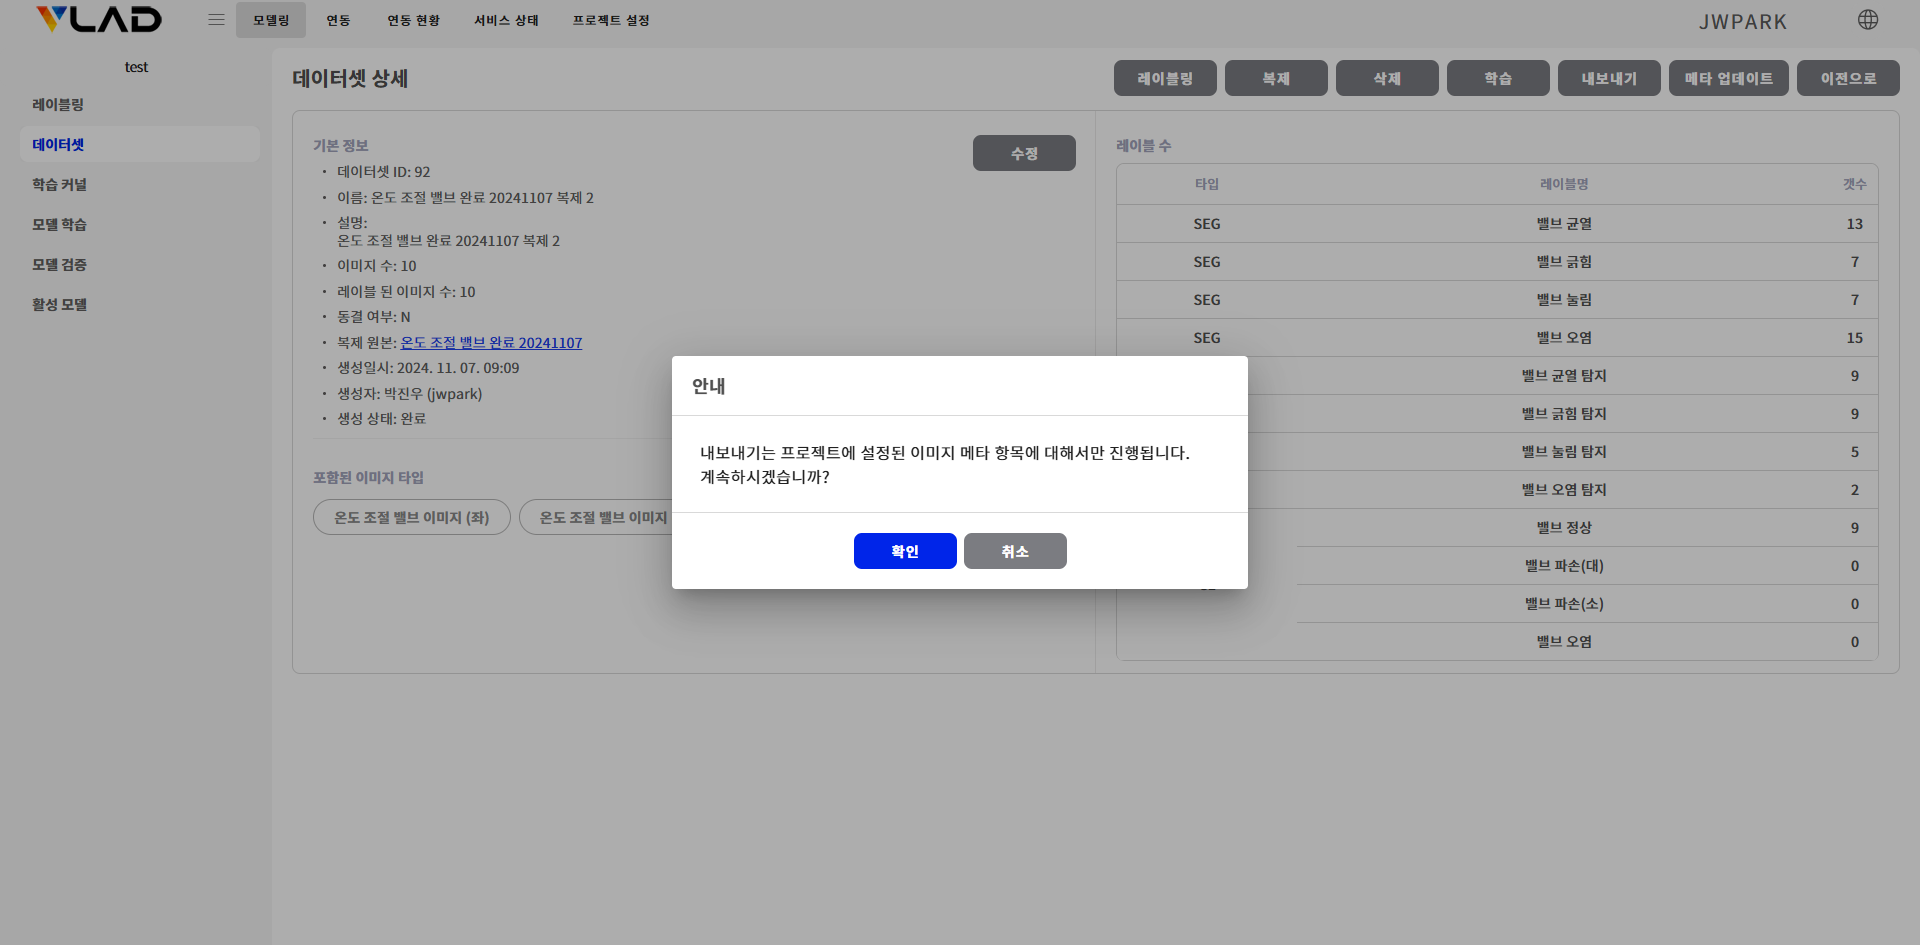 VLAD
모델링
연동
연동 현황
서비스 상태
프로젝트 설정
JWPARK
test
레이블링
데이터셋
학습 커널
모델 학습
모델 검증
활성 모델
데이터셋 상세
레이블링
복제
삭제
학습
내보내기
메타 업데이트
이전으로
기본 정보
수정
• 데이터셋 ID: 92
• 이름: 온도 조절 밸브 완료 20241107 복제 2
• 설명:
온도 조절 밸브 완료 20241107 복제 2
• 이미지 수: 10
• 레이블 된 이미지 수: 10
• 동결 여부: N
• 복제 원본: 온도 조절 밸브 완료 20241107
• 생성일시: 2024. 11. 07. 09:09
• 생성자: 박진우 (jwpark)
• 생성 상태: 완료
포함된 이미지 타입
온도 조절 밸브 이미지 (좌)
온도 조절 밸브 이미지
레이블 수
타입 레이블명 갯수
SEG 밸브 균열 13
SEG 밸브 긁힘 7
SEG 밸브 눌림 7
SEG 밸브 오염 15
밸브 균열 탐지 9
밸브 긁힘 탐지 9
밸브 눌림 탐지 5
밸브 오염 탐지 2
밸브 정상 9
밸브 파손(대) 0
밸브 파손(소) 0
밸브 오염 0
안내
내보내기는 프로젝트에 설정된 이미지 메타 항목에 대해서만 진행됩니다.
계속하시겠습니까?
확인
취소